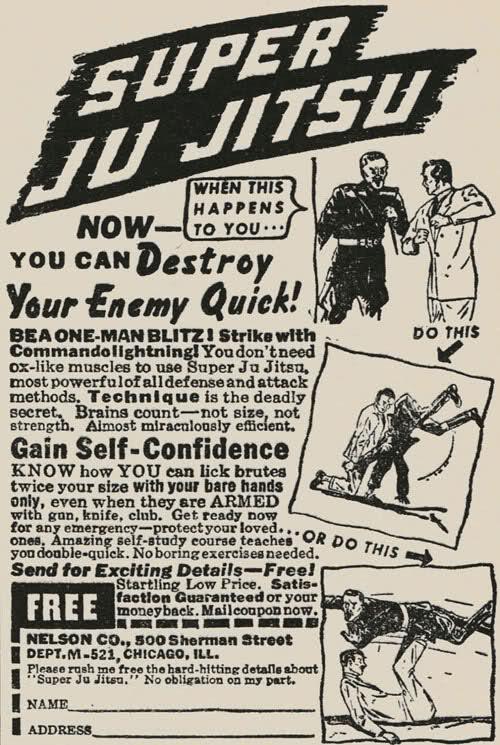 SUPER
JU JITSU
WHEN THIS
HAPPENS
TO YOU...
NOW—
YOU CAN Destroy
Your Enemy Quick!
DO THIS
BE A ONE-MAN BLITZ! Strike with
Commando lightning! You don't need
ox-like muscles to use Super Ju Jitsu,
most powerful of all defense and attack
methods. Technique is the deadly
secret. Brains count—not size, not
strength. Almost miraculously efficient.
Gain Self-Confidence
KNOW how YOU can lick brutes
twice your size with your bare hands
only, even when they are ARMED
with gun, knife, club. Get ready now
for any emergency—protect your loved
ones. Amazing self-study course teaches
you double-quick. No boring exercises needed.
...OR DO THIS
Send for Exciting Details—Free!
Startling Low Price. Satis-
faction Guaranteed or your
money back. Mail coupon now.
FREE
NELSON CO., 500 Sherman Street
DEPT. M-521, CHICAGO, ILL.
Please rush me free the hard-hitting details about
"Super Ju Jitsu." No obligation on my part.
NAME
ADDRESS